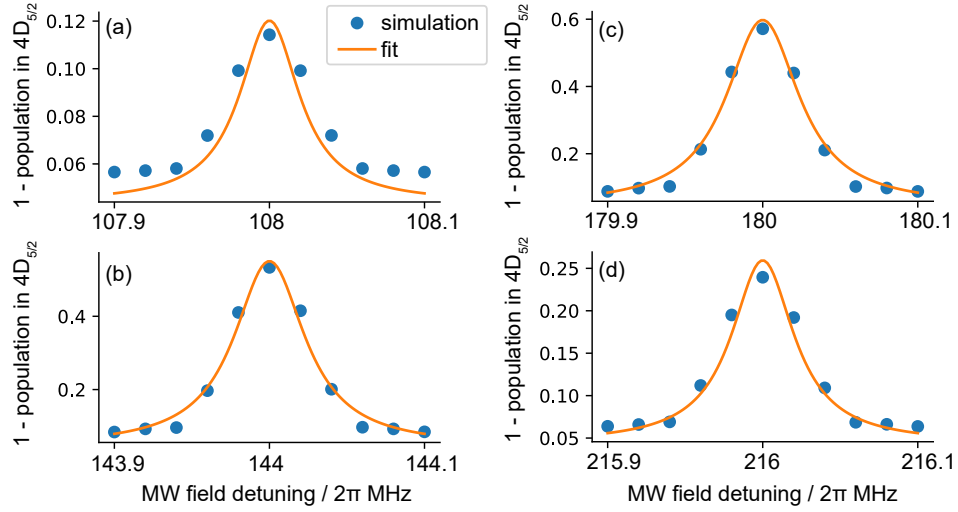 (a)
simulation
fit
0.12
0.10
0.08
0.06
1 - population in 4D5/2
107.9
108
108.1
(c)
0.6
0.4
0.2
1 - population in 4D5/2
179.9
180
180.1
(b)
0.4
0.2
1 - population in 4D5/2
143.9
144
144.1
MW field detuning / 2π MHz
(d)
0.25
0.20
0.15
0.10
0.05
1 - population in 4D5/2
215.9
216
216.1
MW field detuning / 2π MHz